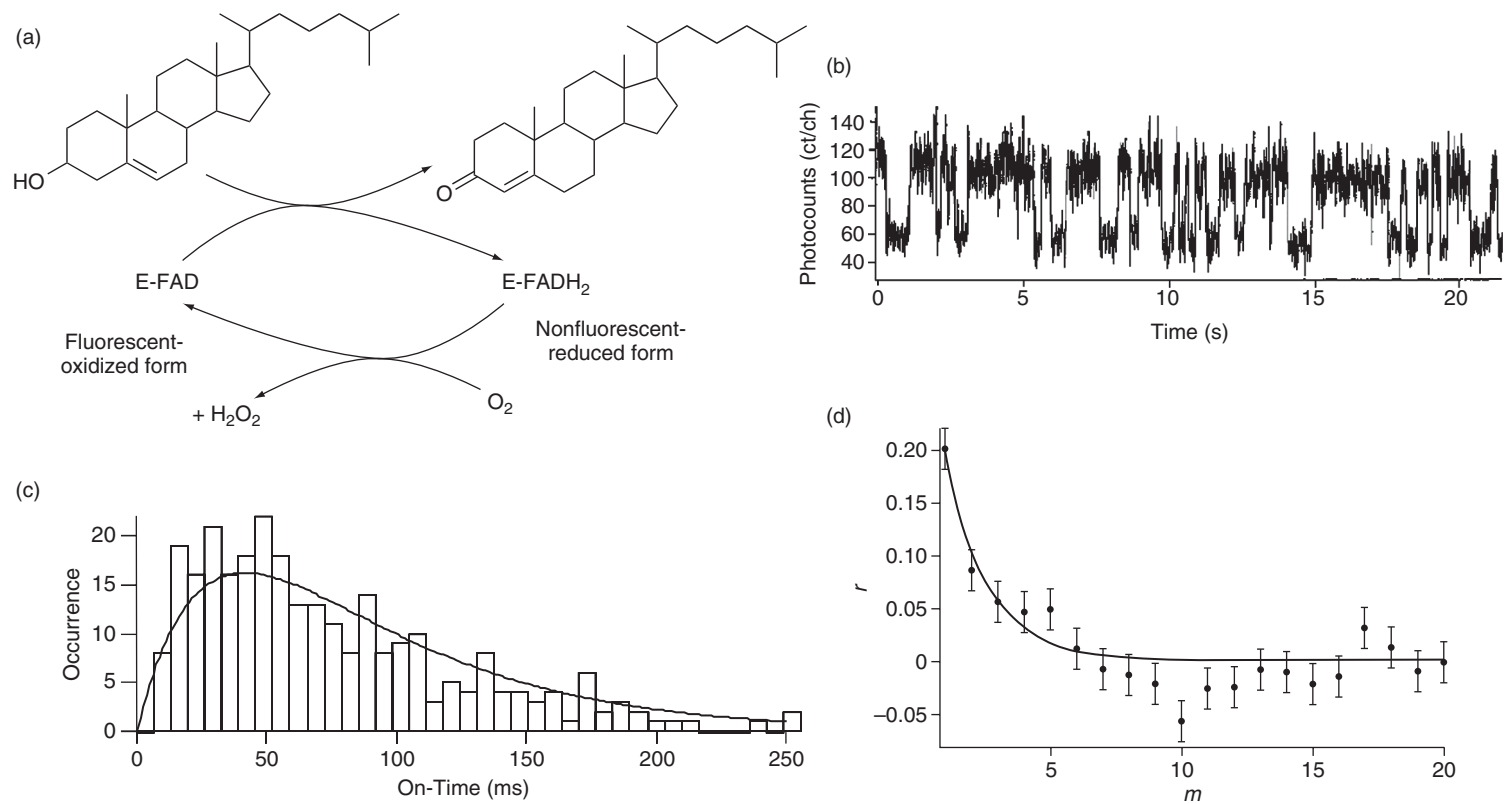 (a)
HO
O
E-FAD
E-FADH₂
Fluorescent-
oxidized form
Nonfluorescent-
reduced form
+ H₂O₂
O₂
(b)
Photocounts (ct/ch)
140
120
100
80
60
40
0
5
10
15
20
Time (s)
(c)
Occurrence
20
15
10
5
0
0
50
100
150
200
250
On-Time (ms)
(d)
r
0.20
0.15
0.10
0.05
0
–0.05
5
10
15
20
m